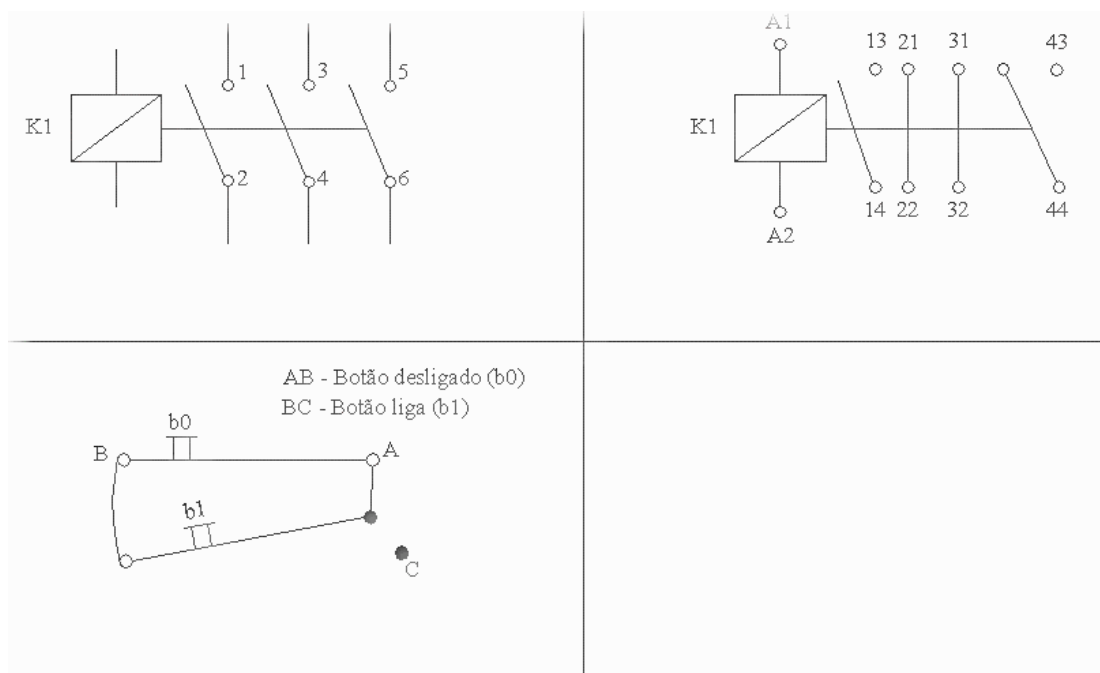 K1
1 3 5
2 4 6
A1
13 21 31 43
K1
14 22 32 44
A2
AB - Botão desligado (b0)
BC - Botão liga (b1)
b0
B
A
b1
C